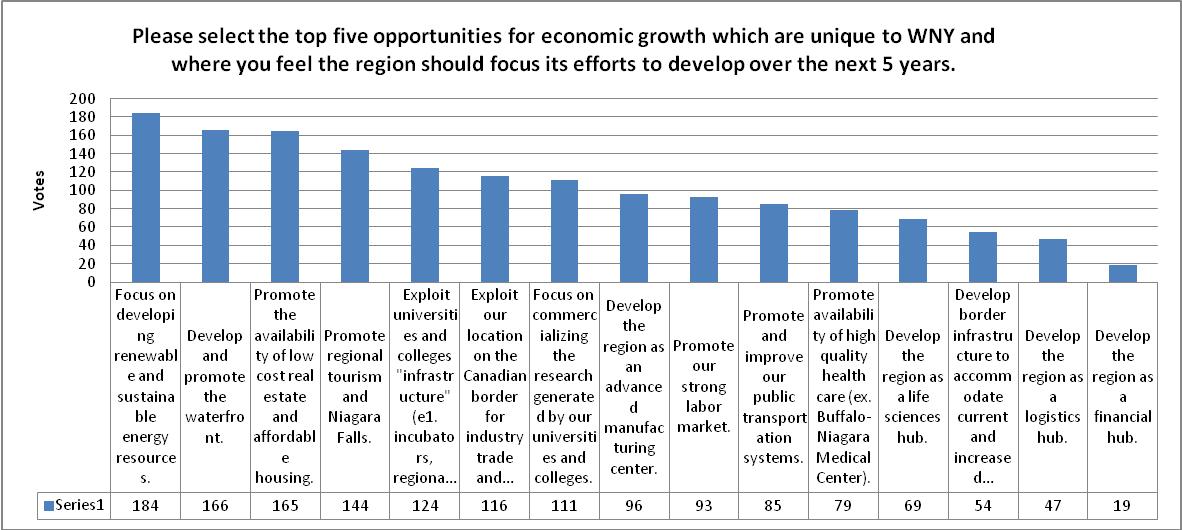 Please select the top five opportunities for economic growth which are unique to WNY and
where you feel the region should focus its efforts to develop over the next 5 years.
Votes
200
180
160
140
120
100
80
60
40
20
0
Focus on
developi
ng
renewabl
e and
sustaina
ble
energy
resource
s.
Develop
and
promote
the
waterfro
nt.
Promote
the
availabili
ty of low
cost real
estate
and
affordabl
e
housing.
Promote
regional
tourism
and
Niagara
Falls.
Exploit
universiti
es and
colleges
"infrastr
ucture"
(e1.
incubato
rs,
regiona...
Exploit
our
location
on the
Canadian
border
for
industry
trade
and...
Focus on
commerc
ializing
the
research
generate
d by our
universiti
es and
colleges.
Develop
the
region as
an
advance
d
manufac
turing
center.
Promote
our
strong
labor
market.
Promote
and
improve
our
public
transport
ation
systems.
Promote
availabili
ty of high
quality
health
care (ex.
Buffalo-
Niagara
Medical
Center).
Develop
the
region as
a life
sciences
hub.
Develop
border
infrastru
cture to
accomm
odate
current
and
increased
...
Develop
the
region as
a
logistics
hub.
Develop
the
region as
a
financial
hub.
Series1 184 166 165 144 124 116 111 96 93 85 79 69 54 47 19